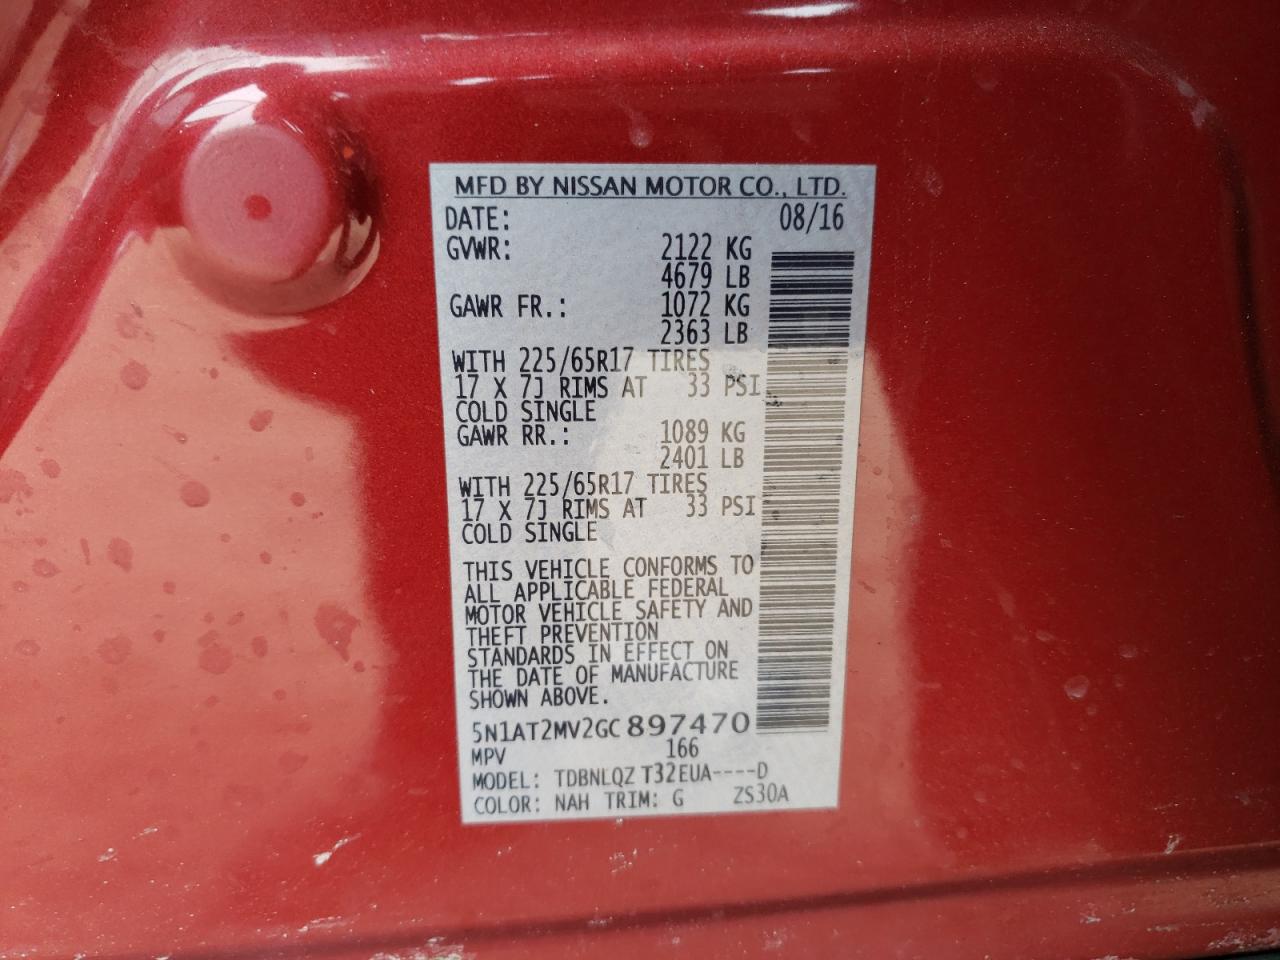 MFD BY NISSAN MOTOR CO., LTD.
DATE: 08/16
GVWR: 2122 KG
4679 LB
GAWR FR.: 1072 KG
2363 LB
WITH 225/65R17 TIRES
17 X 7J RIMS AT 33 PSI
COLD SINGLE
GAWR RR.: 1089 KG
2401 LB
WITH 225/65R17 TIRES
17 X 7J RIMS AT 33 PSI
COLD SINGLE
THIS VEHICLE CONFORMS TO
ALL APPLICABLE FEDERAL
MOTOR VEHICLE SAFETY AND
THEFT PREVENTION
STANDARDS IN EFFECT ON
THE DATE OF MANUFACTURE
SHOWN ABOVE.
5N1AT2MV2GC897470
MPV 166
MODEL: TDBNLQZ T32EUA----D
COLOR: NAH TRIM: G ZS30A